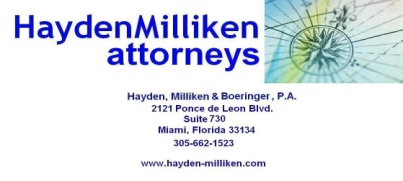 HaydenMilliken
attorneys
Hayden, Milliken & Boeringer, P.A.
2121 Ponce de Leon Blvd.
Suite 730
Miami, Florida 33134
305-662-1523
www.hayden-milliken.com